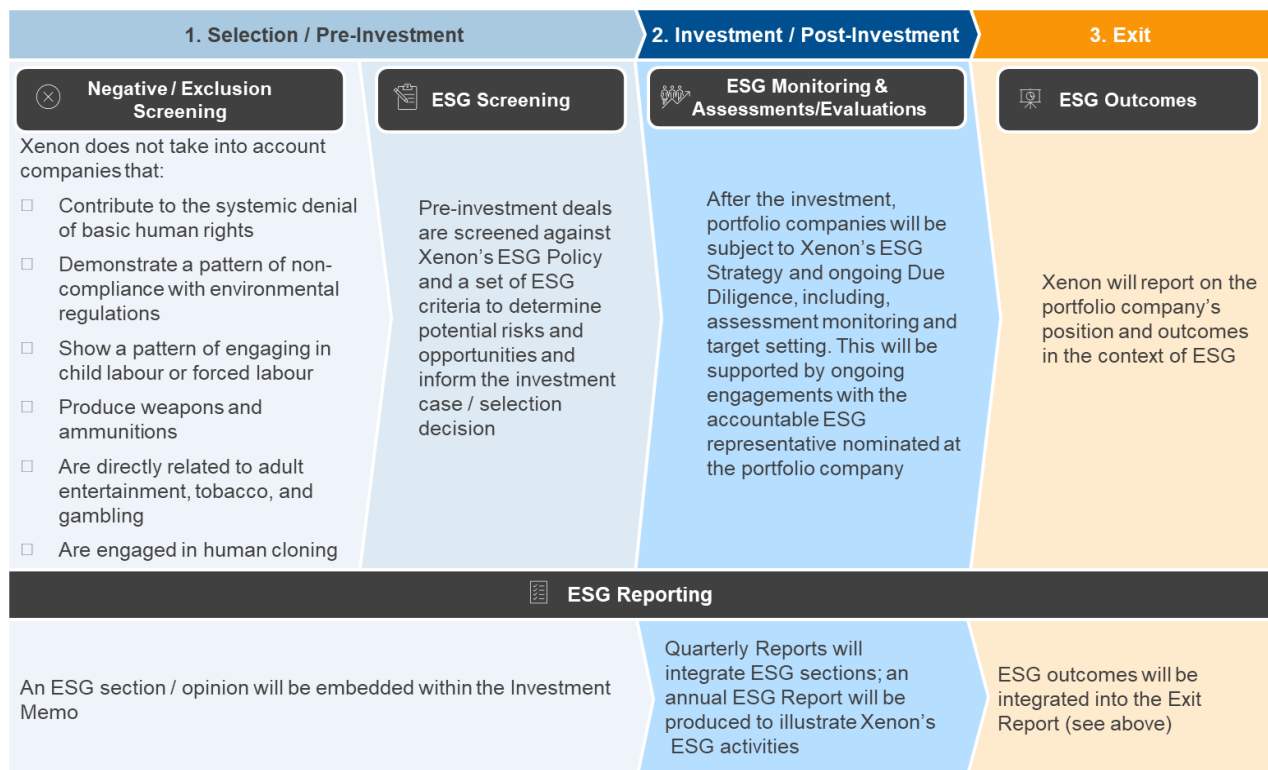 1. Selection / Pre-Investment
2. Investment / Post-Investment
3. Exit
Negative / Exclusion
Screening
Xenon does not take into account
companies that:
Contribute to the systemic denial
of basic human rights
Demonstrate a pattern of non-
compliance with environmental
regulations
Show a pattern of engaging in
child labour or forced labour
Produce weapons and
ammunitions
Are directly related to adult
entertainment, tobacco, and
gambling
Are engaged in human cloning
ESG Screening
Pre-investment deals
are screened against
Xenon's ESG Policy
and a set of ESG
criteria to determine
potential risks and
opportunities and
inform the investment
case / selection
decision
ESG Monitoring &
Assessments/Evaluations
After the investment,
portfolio companies will be
subject to Xenon's ESG
Strategy and ongoing Due
Diligence, including,
assessment monitoring and
target setting. This will be
supported by ongoing
engagements with the
accountable ESG
representative nominated at
the portfolio company
ESG Outcomes
Xenon will report on the
portfolio company's
position and outcomes
in the context of ESG
ESG Reporting
An ESG section / opinion will be embedded within the Investment
Memo
Quarterly Reports will
integrate ESG sections; an
annual ESG Report will be
produced to illustrate Xenon's
ESG activities
ESG outcomes will be
integrated into the Exit
Report (see above)